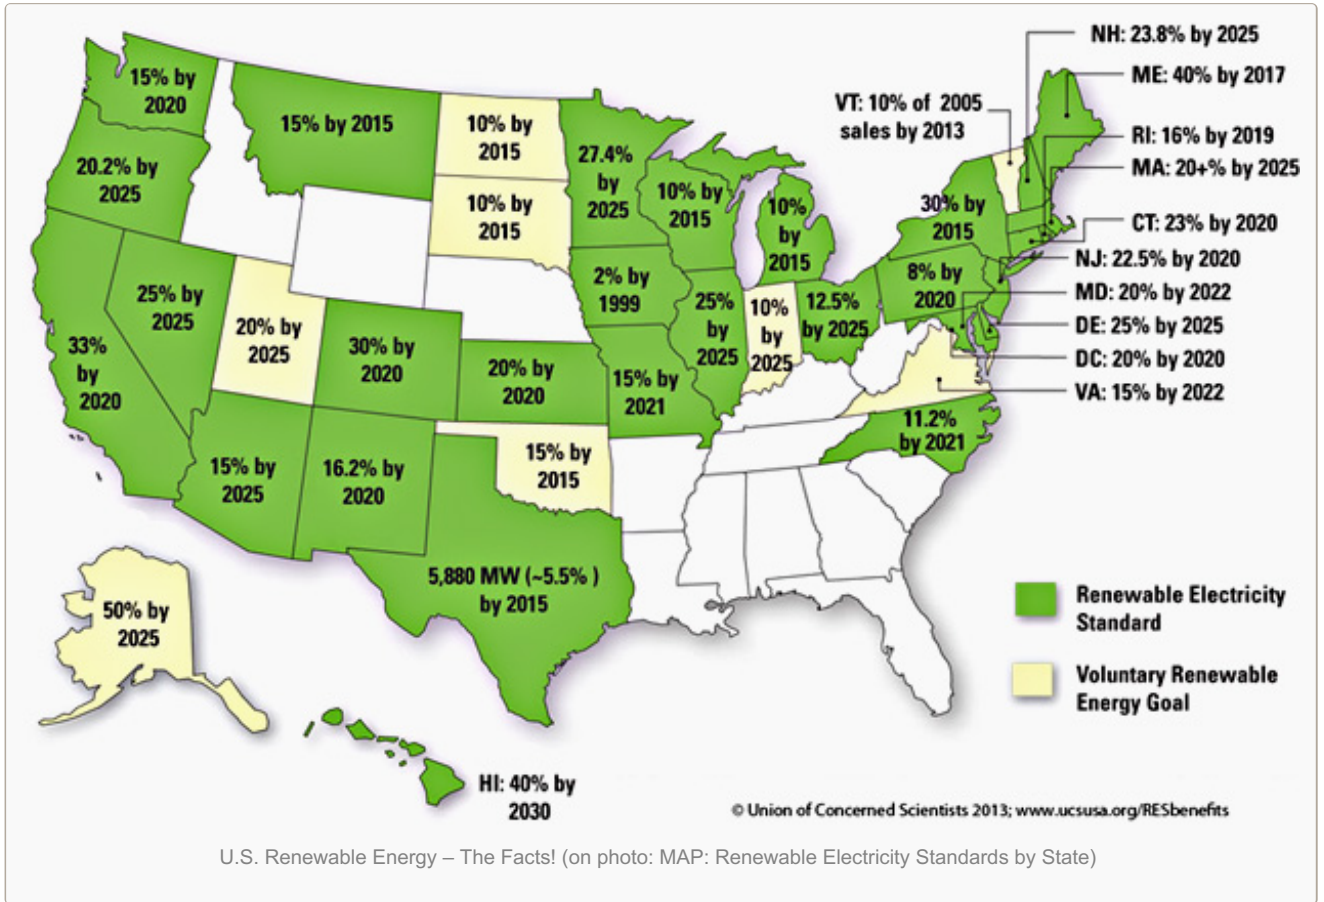 NH: 23.8% by 2025
ME: 40% by 2017
VT: 10% of 2005
sales by 2013
RI: 16% by 2019
MA: 20+% by 2025
CT: 23% by 2020
NJ: 22.5% by 2020
MD: 20% by 2022
DE: 25% by 2025
DC: 20% by 2020
VA: 15% by 2022
15% by
2020
15% by 2015
10% by
2015
27.4%
by
2025
20.2% by
2025
10% by
2015
10% by
2015
10%
by
2015
30% by
2015
8% by
2020
2% by
1999
25% by
2025
20% by
2025
33%
by
2020
30% by
2020
20% by
2020
15% by
2021
25%
by
2025
10%
by
2025
12.5%
by 2025
11.2%
by 2021
15% by
2025
16.2% by
2020
15% by
2015
5,880 MW (~5.5% )
by 2015
50% by
2025
HI: 40% by
2030
Renewable Electricity
Standard
Voluntary Renewable
Energy Goal
© Union of Concerned Scientists 2013; www.ucsusa.org/RESbenefits
U.S. Renewable Energy – The Facts! (on photo: MAP: Renewable Electricity Standards by State)